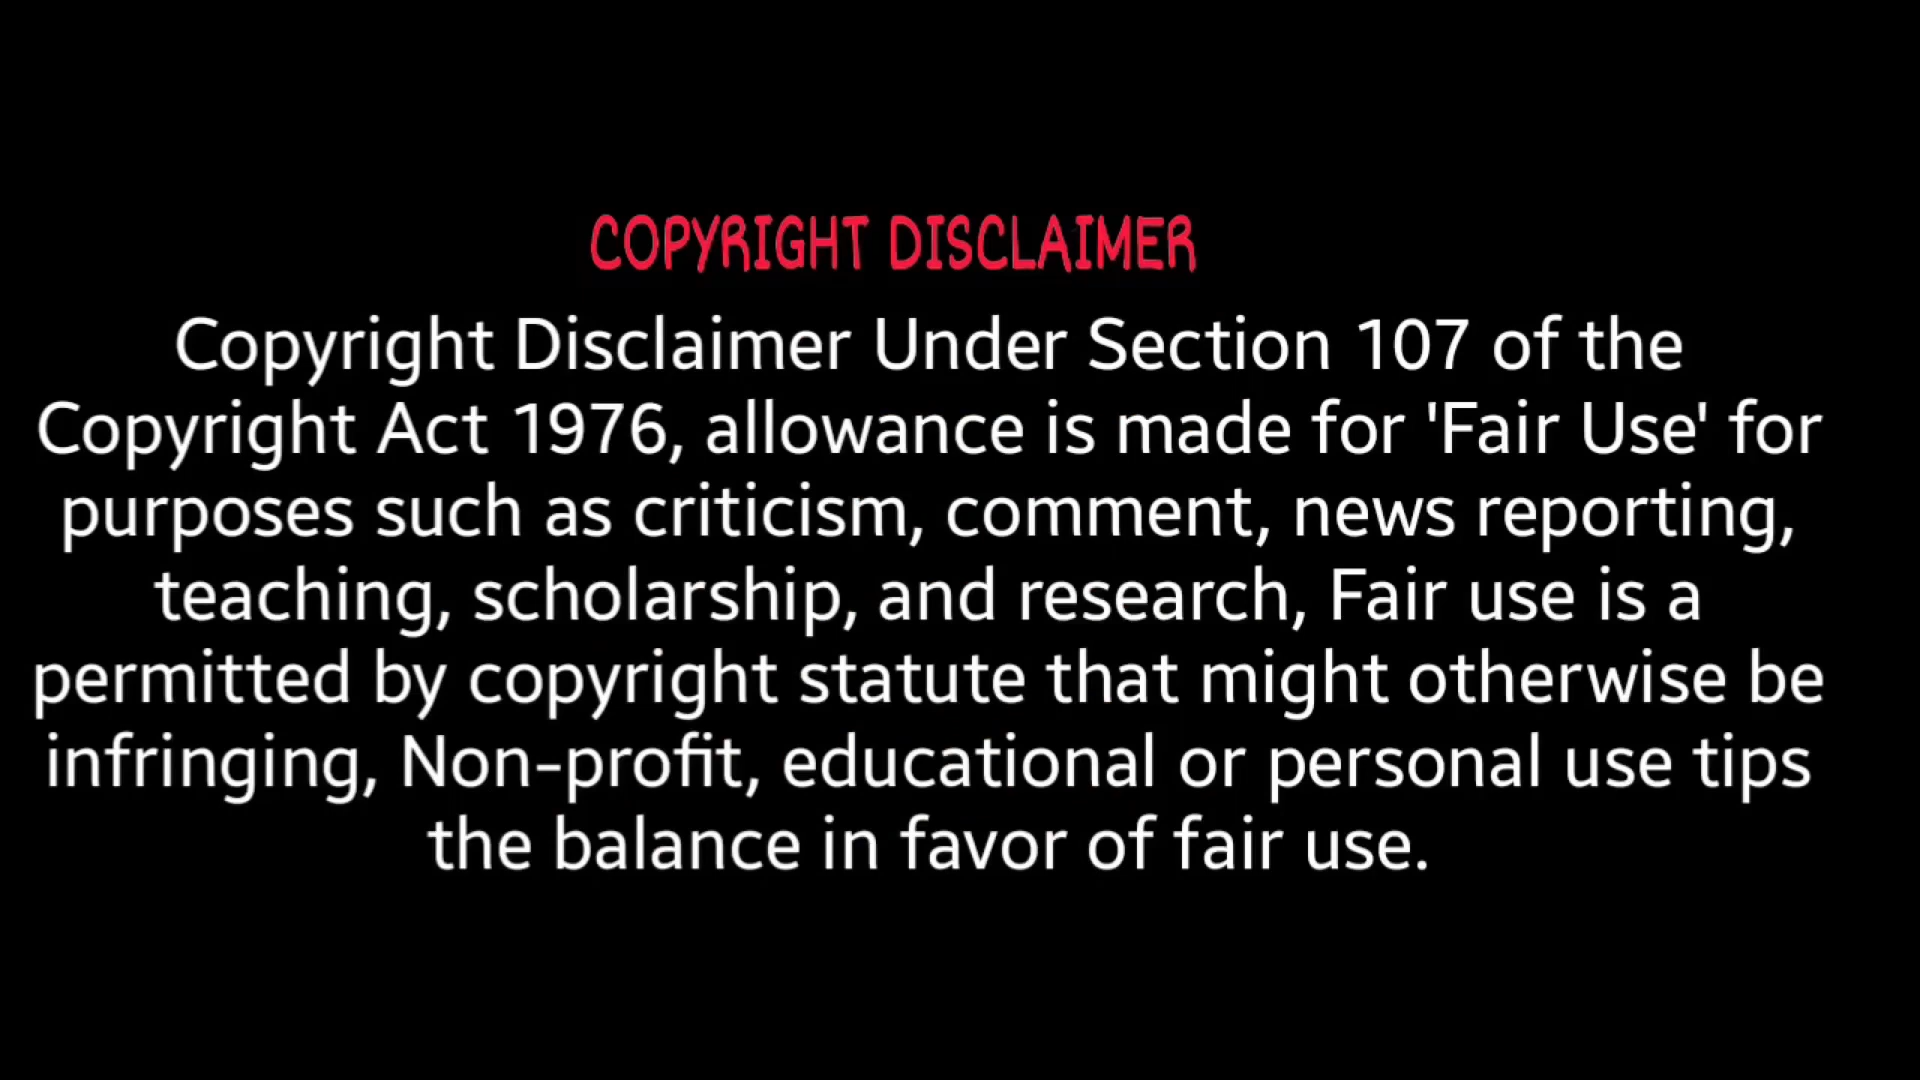 COPYRIGHT DISCLAIMER
Copyright Disclaimer Under Section 107 of the
Copyright Act 1976, allowance is made for 'Fair Use' for
purposes such as criticism, comment, news reporting,
teaching, scholarship, and research, Fair use is a
permitted by copyright statute that might otherwise be
infringing, Non-profit, educational or personal use tips
the balance in favor of fair use.